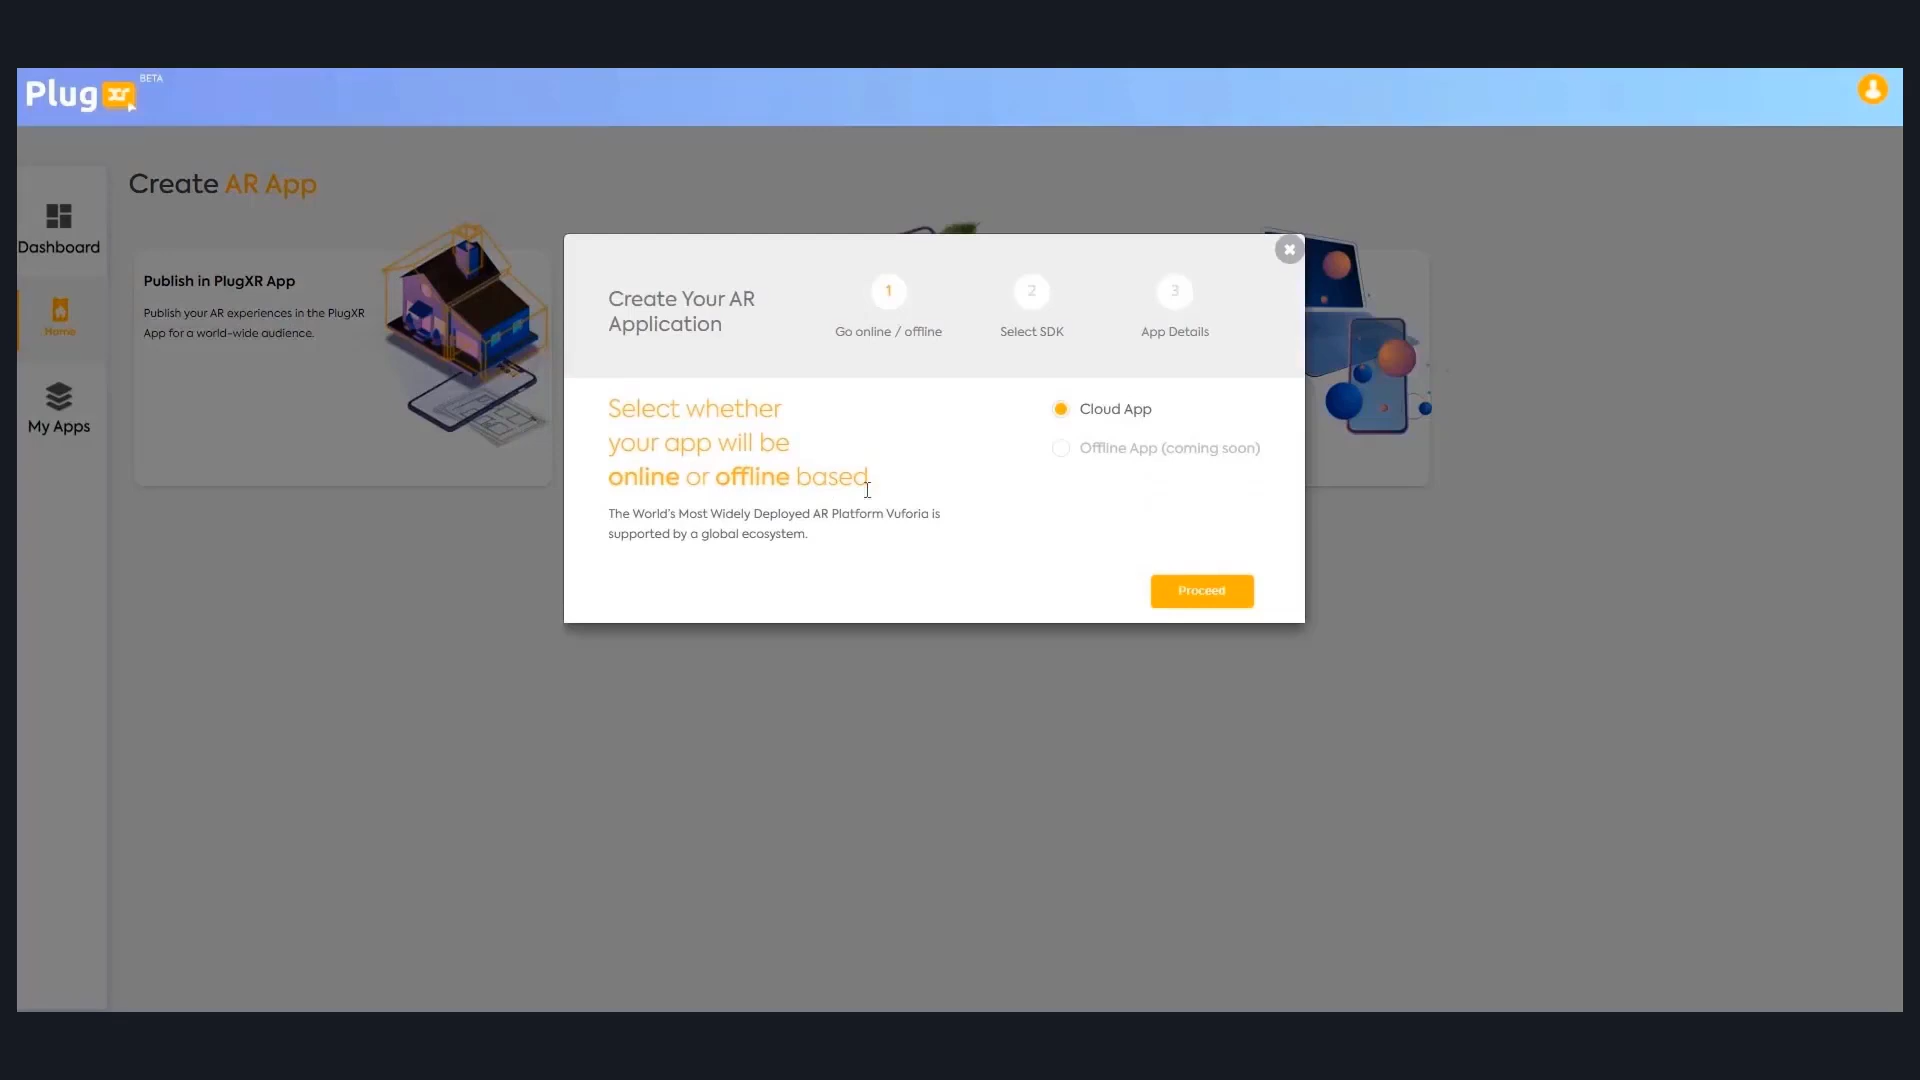 Plug xr BETA
Create AR App
Dashboard
Home
My Apps
Publish in PlugXR App
Publish your AR experiences in the PlugXR
App for a world-wide audience.
Create Your AR
Application
1
Go online / offline
2
Select SDK
3
App Details
Select whether
your app will be
online or offline based
The World's Most Widely Deployed AR Platform Vuforia is
supported by a global ecosystem.
Cloud App
Offline App (coming soon)
Proceed